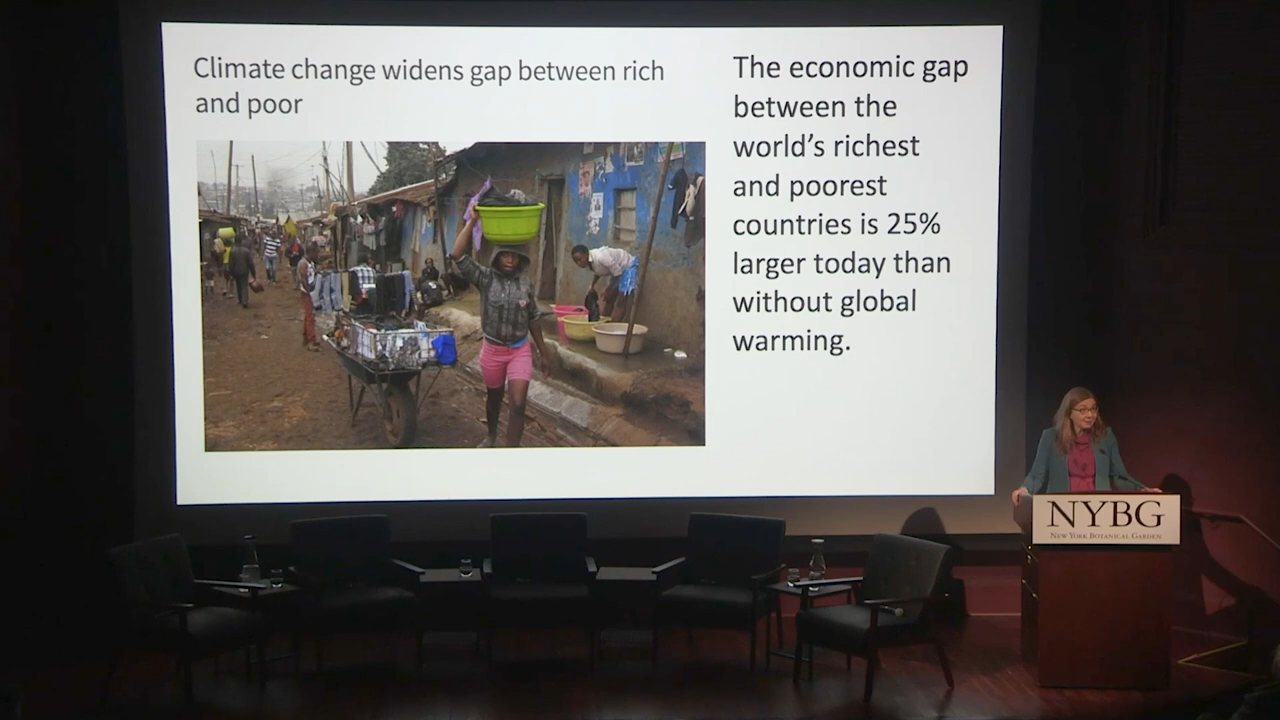 Climate change widens gap between rich
and poor
The economic gap
between the
world's richest
and poorest
countries is 25%
larger today than
without global
warming.
NYBG
NEW YORK BOTANICAL GARDEN